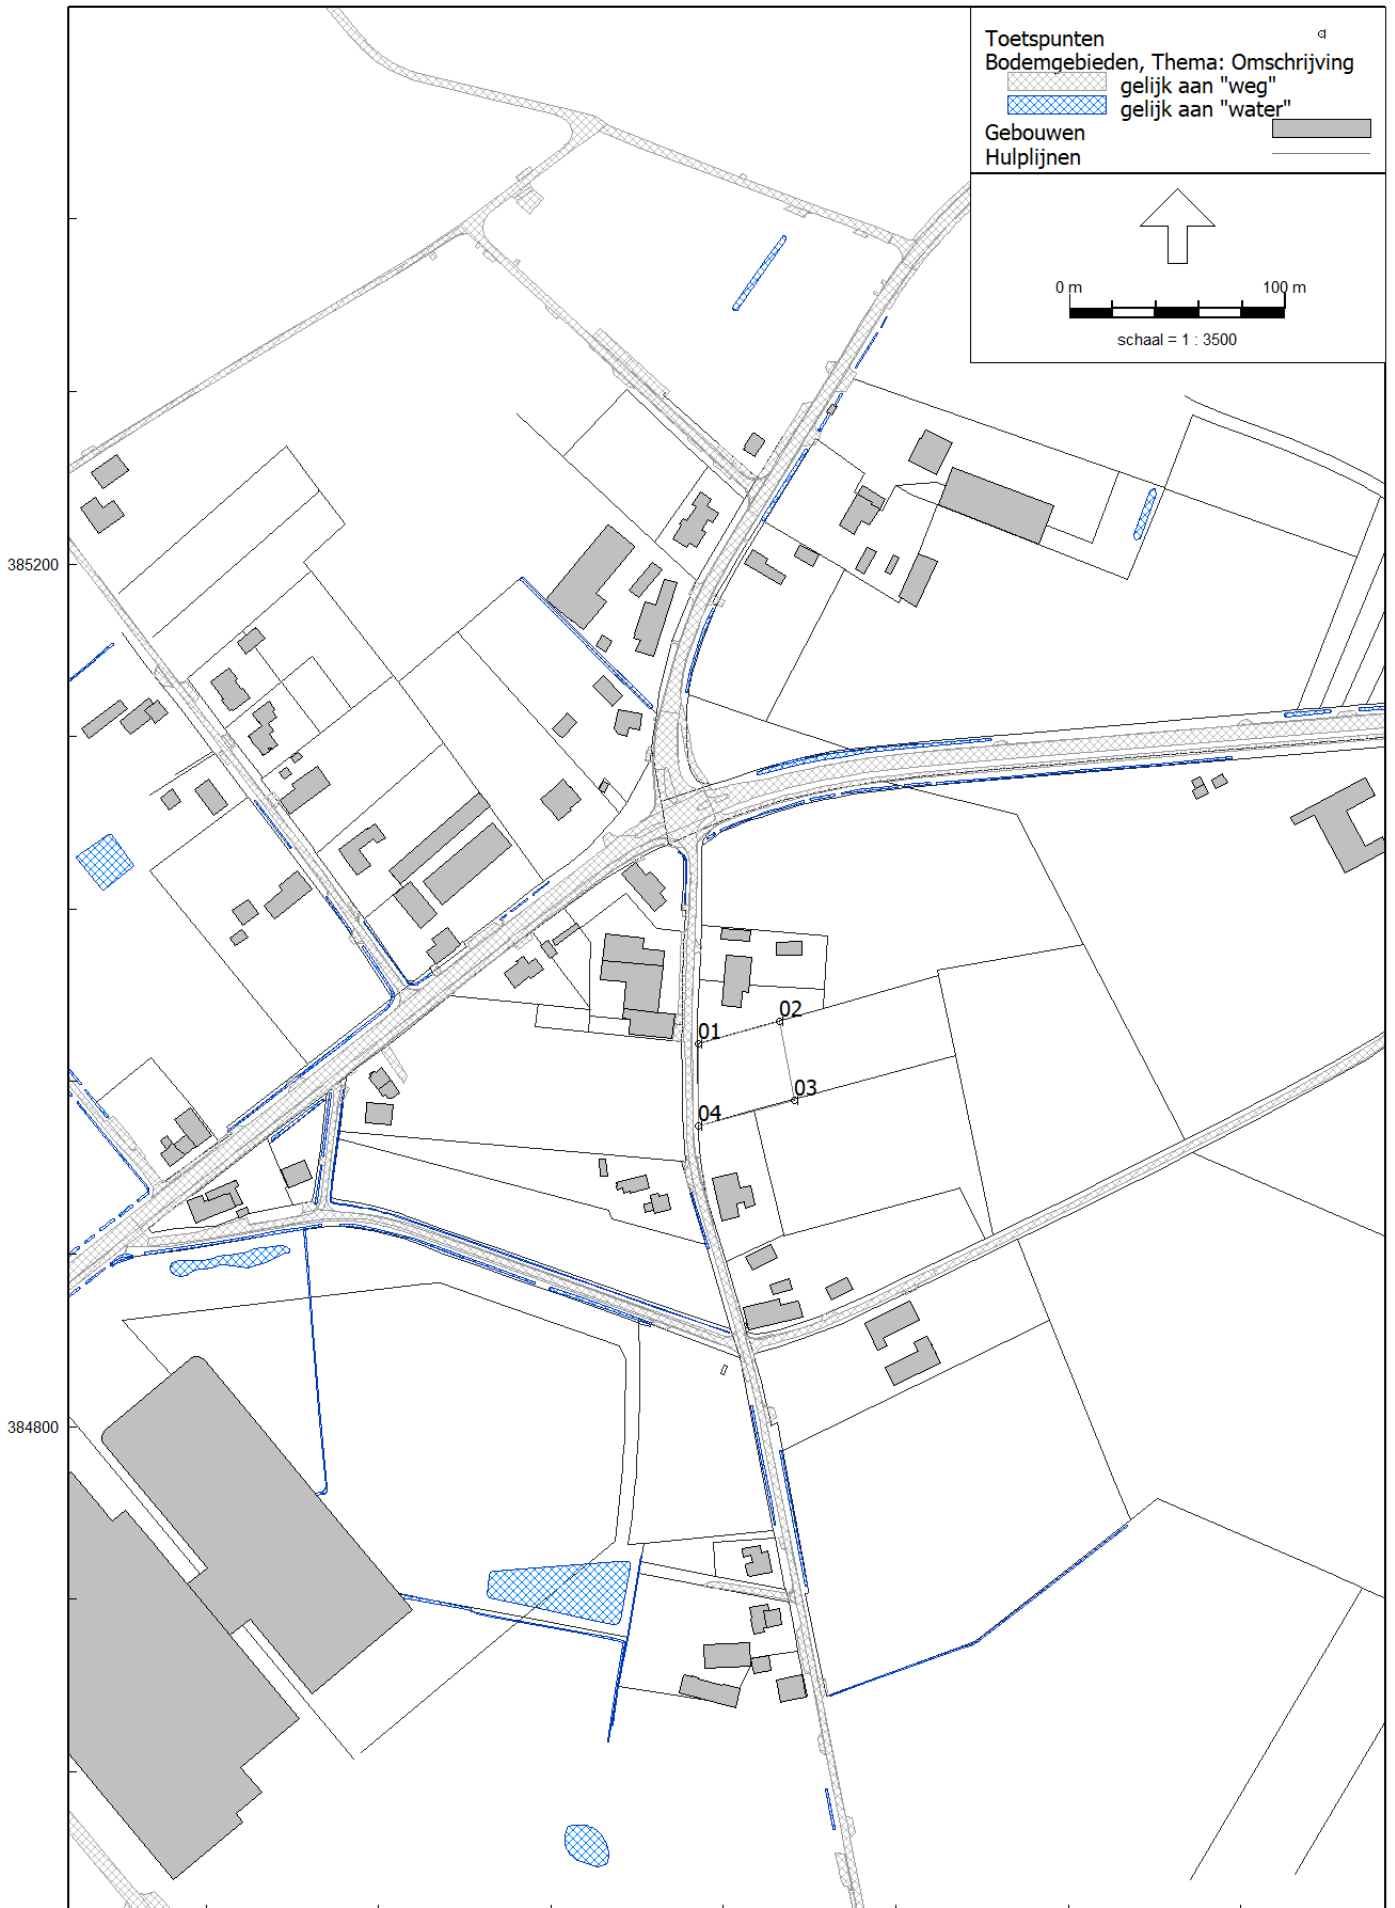 Toetspunten
Bodemgebieden, Thema: Omschrijving
gelijk aan "weg"
gelijk aan "water"
Gebouwen
Hulplijnen
0 m 100 m
schaal = 1 : 3500
385200
02
01
03
04
384800